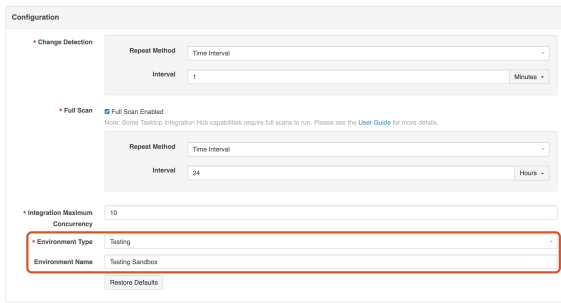 Configuration
* Change Detection
Repeat Method
Time Interval
Interval
1
Minutes
* Full Scan
Full Scan Enabled
Note: Some Tasktop Integration Hub capabilities require full scans to run. Please see the User Guide for more details.
Repeat Method
Time Interval
Interval
24
Hours
* Integration Maximum
Concurrency
10
* Environment Type
Testing
Environment Name
Testing Sandbox
Restore Defaults